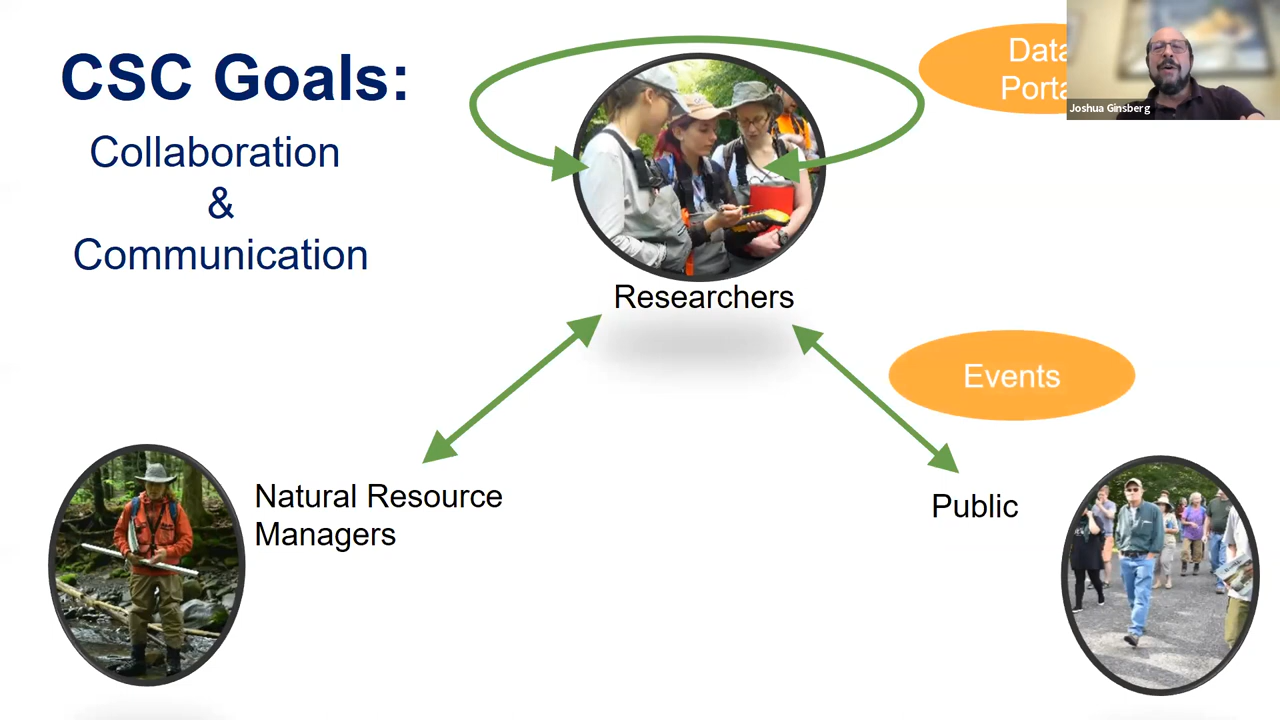 CSC Goals:
Collaboration
&
Communication
Data
Porta
Joshua Ginsberg
Researchers
Events
Natural Resource
Managers
Public